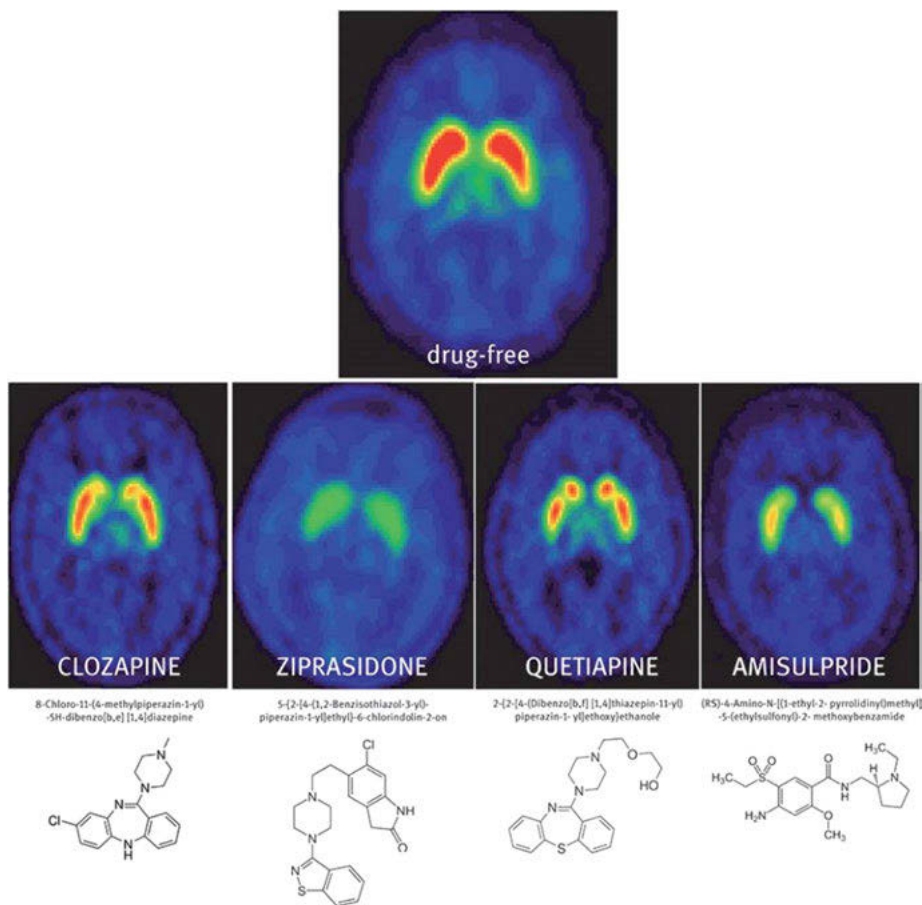 drug-free
CLOZAPINE
ZIPRASIDONE
QUETIAPINE
AMISULPRIDE
8-Chloro-11-(4-methylpiperazin-1-yl)
-5H-dibenzo[b,e] [1,4]diazepine
5-{2-[4-(1,2-Benzisothiazol-3-yl)-
piperazin-1-yl]ethyl}-6-chlorindolin-2-on
2-{2-[4-(Dibenzo[b,f] [1,4]thiazepin-11-yl)
piperazin-1- yl]ethoxy}ethanole
(RS)-4-Amino-N-[(1-ethyl-2- pyrrolidinyl)methyl]
-5-(ethylsulfonyl)-2- methoxybenzamide
N
N
N
Cl
N
H
Cl
N
NH
O
N
N
S
O
N
HO
N
N
S
H3C
O
O
S
O
H
N
H
H3C
N
H2N
O
CH3